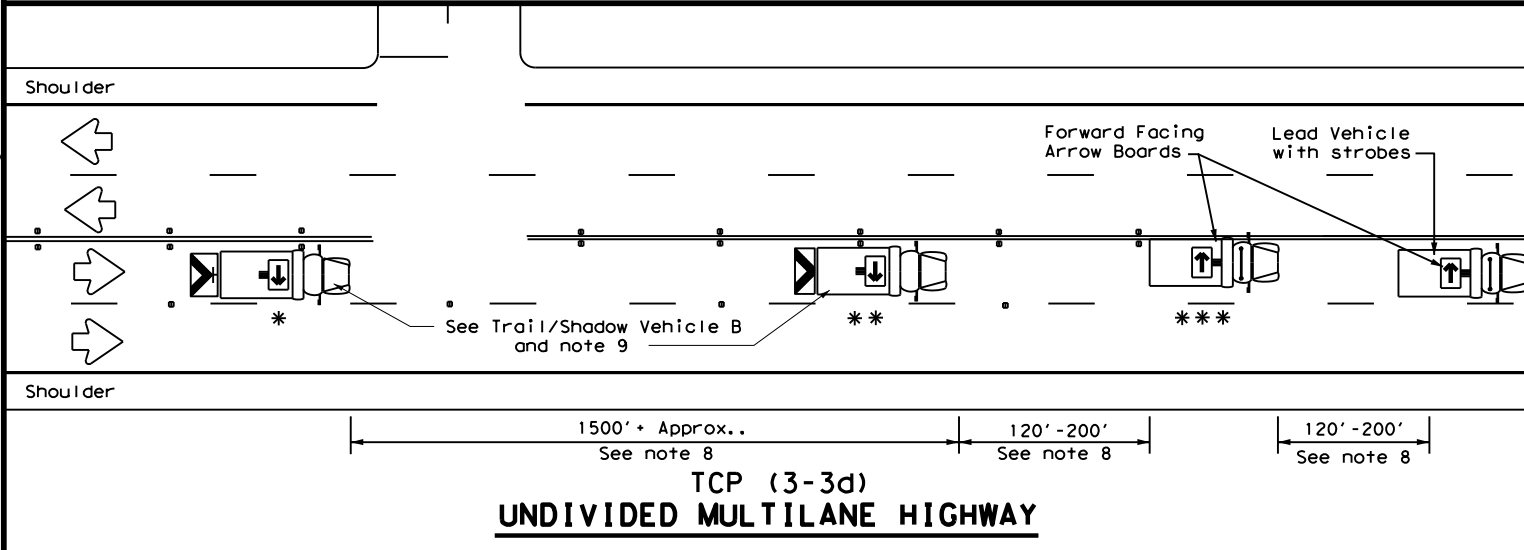 Shoulder
Forward Facing
Arrow Boards
Lead Vehicle
with strobes
*
**
***
See Trail/Shadow Vehicle B
and note 9
Shoulder
1500'+ Approx..
See note 8
120'-200'
See note 8
120'-200'
See note 8
TCP (3-3d)
UNDIVIDED MULTILANE HIGHWAY